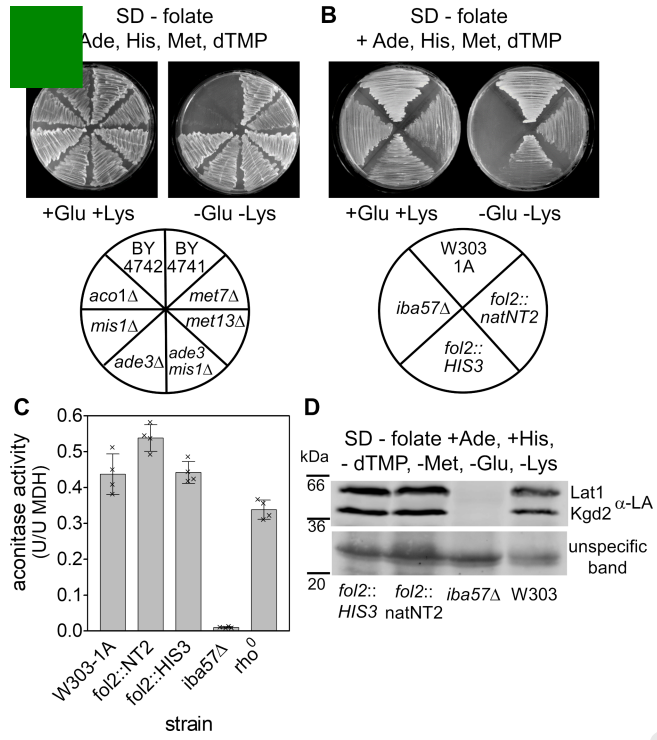 SD - folate
Ade, His, Met, dTMP
+Glu +Lys
-Glu -Lys
BY
4742
BY
4741
aco1Δ
met7Δ
mis1Δ
met13Δ
ade3Δ
ade3
mis1Δ
B
SD - folate
+ Ade, His, Met, dTMP
+Glu +Lys
-Glu -Lys
W303
1A
iba57Δ
fol2::
natNT2
fol2::
HIS3
C
aconitase activity
(U/U MDH)
0.6
0.5
0.4
0.3
0.2
0.1
0.0
W303-1A
fol2::NT2
fol2::HIS3
iba57Δ
rho⁰
strain
D
SD - folate +Ade, +His,
- dTMP, -Met, -Glu, -Lys
kDa
66
36
20
Lat1
Kgd2
α-LA
unspecific
band
fol2::
HIS3
fol2::
natNT2
iba57Δ
W303